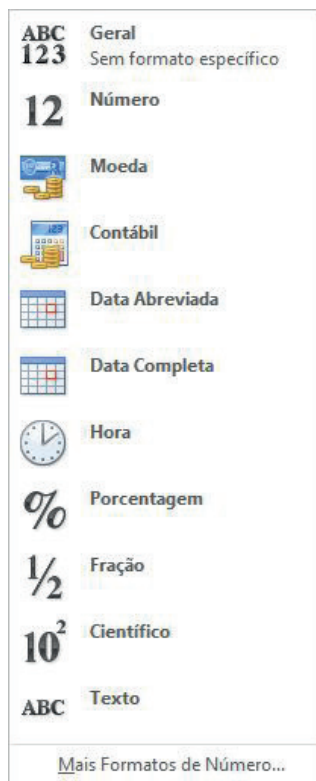 ABC
123
Geral
Sem formato específico
12
Número
Moeda
123
Contábil
Data Abreviada
Data Completa
Hora
%
Porcentagem
½
Fração
10²
Científico
ABC
Texto
Mais Formatos de Número...